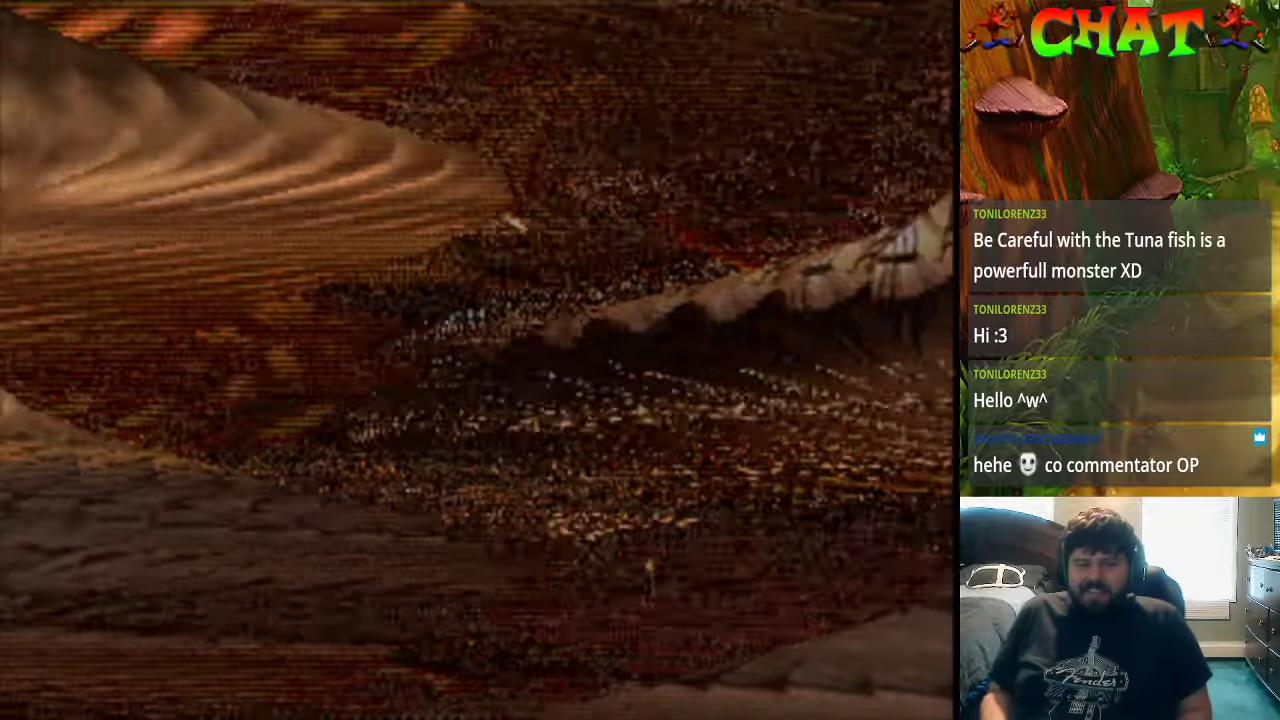 CHAT
TONILORENZ33
Be Careful with the Tuna fish is a
powerfull monster XD
TONILORENZ33
Hi :3
TONILORENZ33
Hello ^w^
hehe co commentator OP
Fender